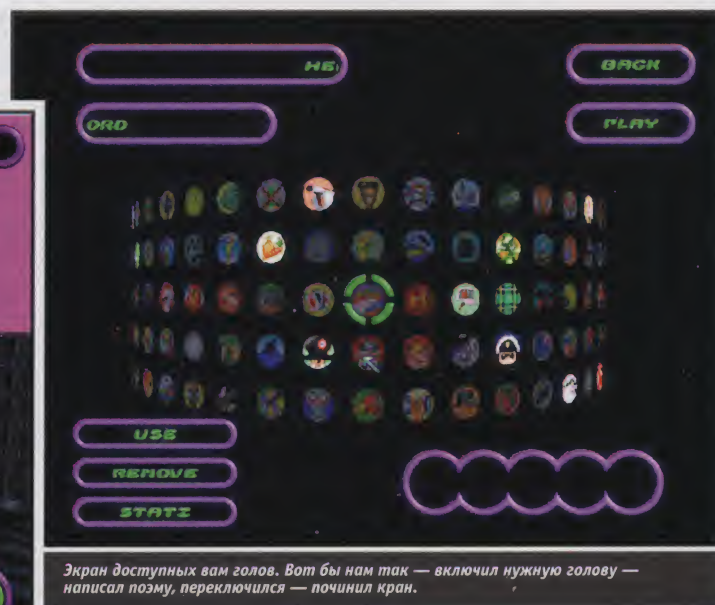 HE
BACK
ORD
PLAY
USE
REMOVE
STATZ
Экран доступных вам голов. Вот бы нам так — включил нужную голову —
написал поэму, переключился — починил кран.